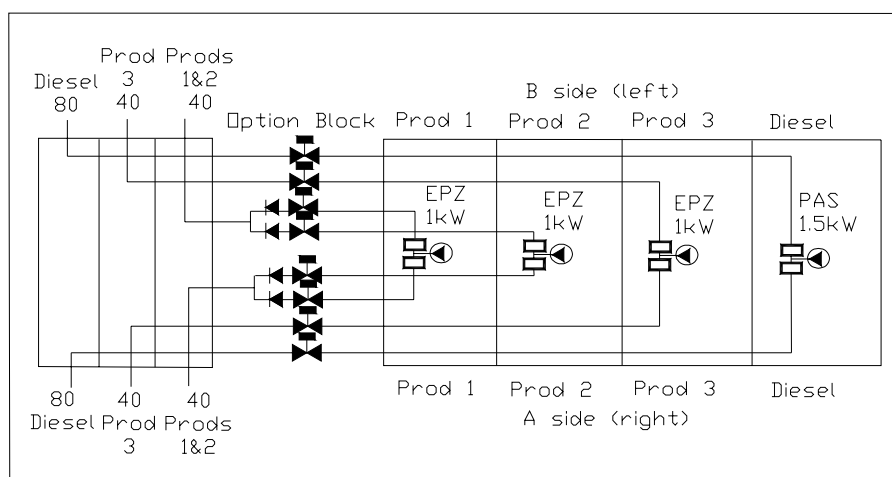 Prod Prods
Diesel 3 1&2
80 40 40
B side (left)
Option Block Prod 1 Prod 2 Prod 3 Diesel
EPZ EPZ EPZ PAS
1kW 1kW 1kW 1.5kW
Prod 1 Prod 2 Prod 3 Diesel
A side (right)
80 40 40
Diesel Prod Prods
3 1&2